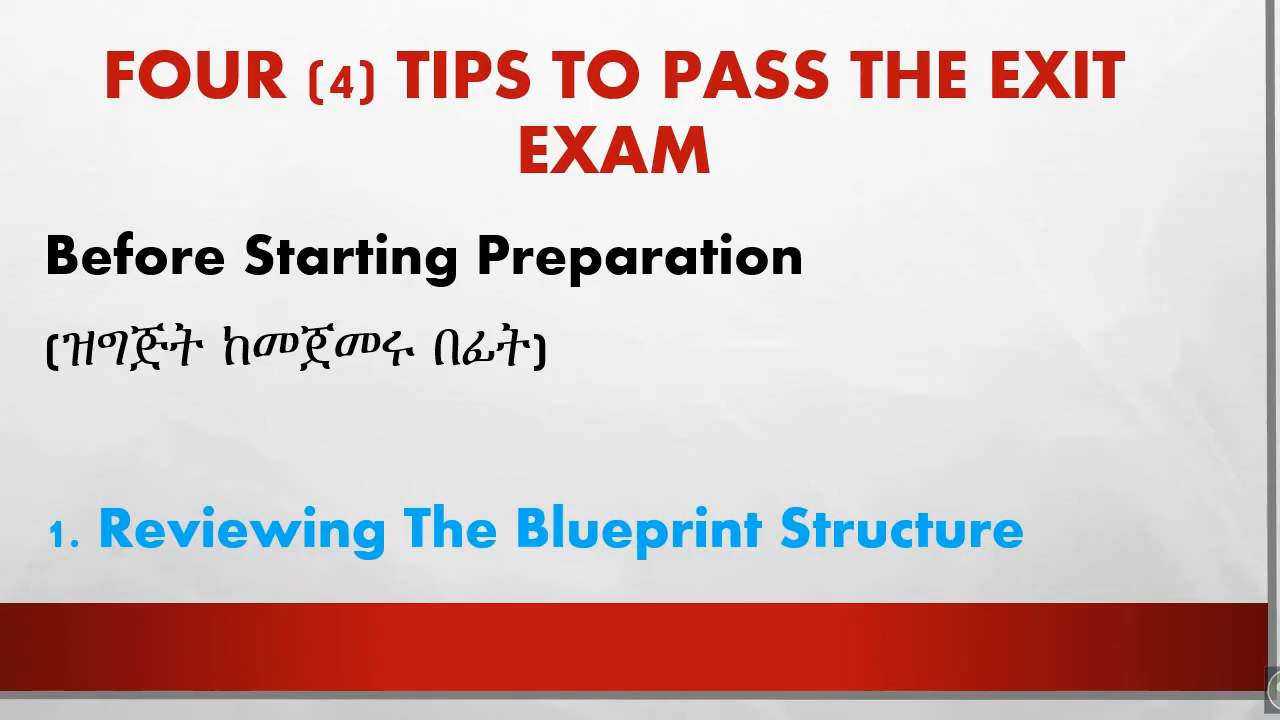 FOUR (4) TIPS TO PASS THE EXIT
EXAM
Before Starting Preparation
(ዝግጅት ከመጀመሩ በፊት)
1. Reviewing The Blueprint Structure